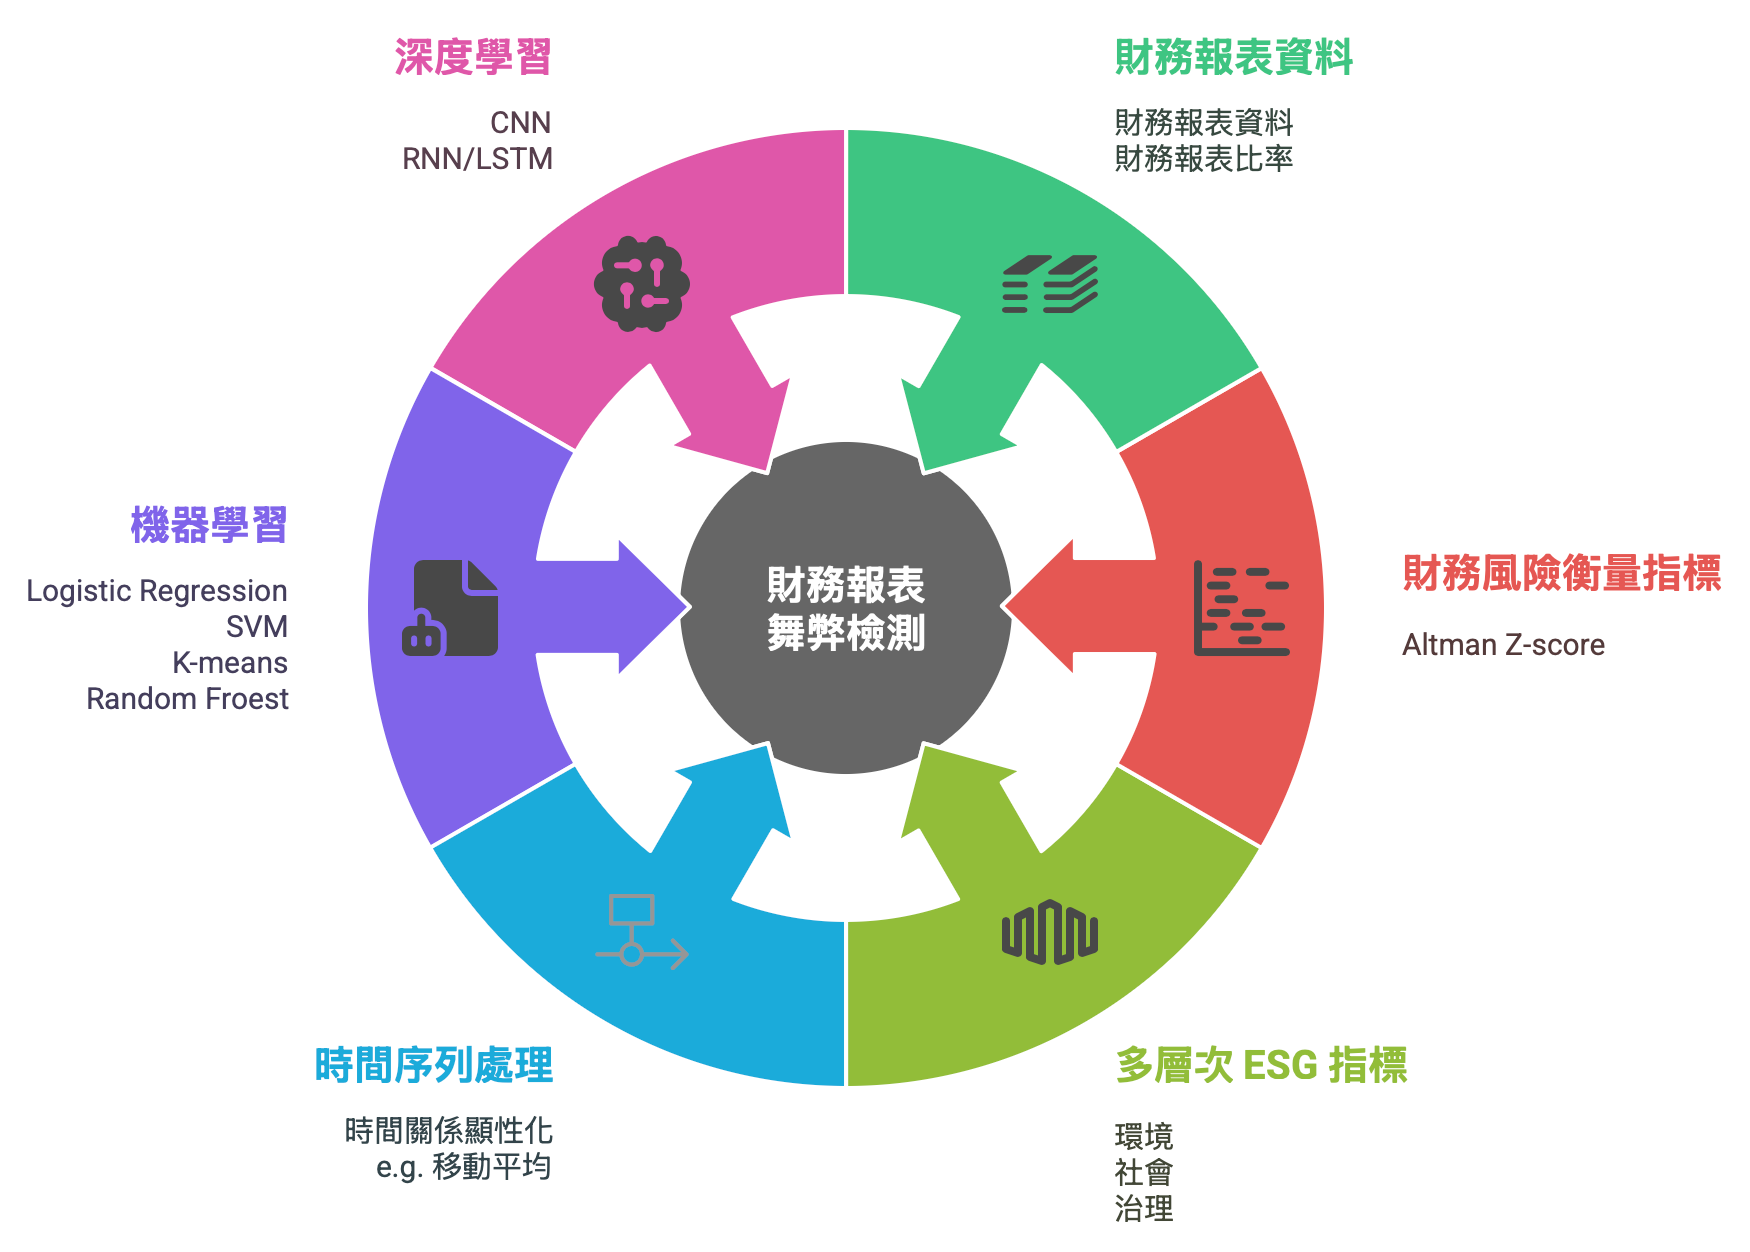 深度學習
CNN
RNN/LSTM
財務報表資料
財務報表資料
財務報表比率
機器學習
Logistic Regression
SVM
K-means
Random Froest
財務報表
舞弊檢測
財務風險衡量指標
Altman Z-score
時間序列處理
時間關係顯性化
e.g. 移動平均
多層次 ESG 指標
環境
社會
治理